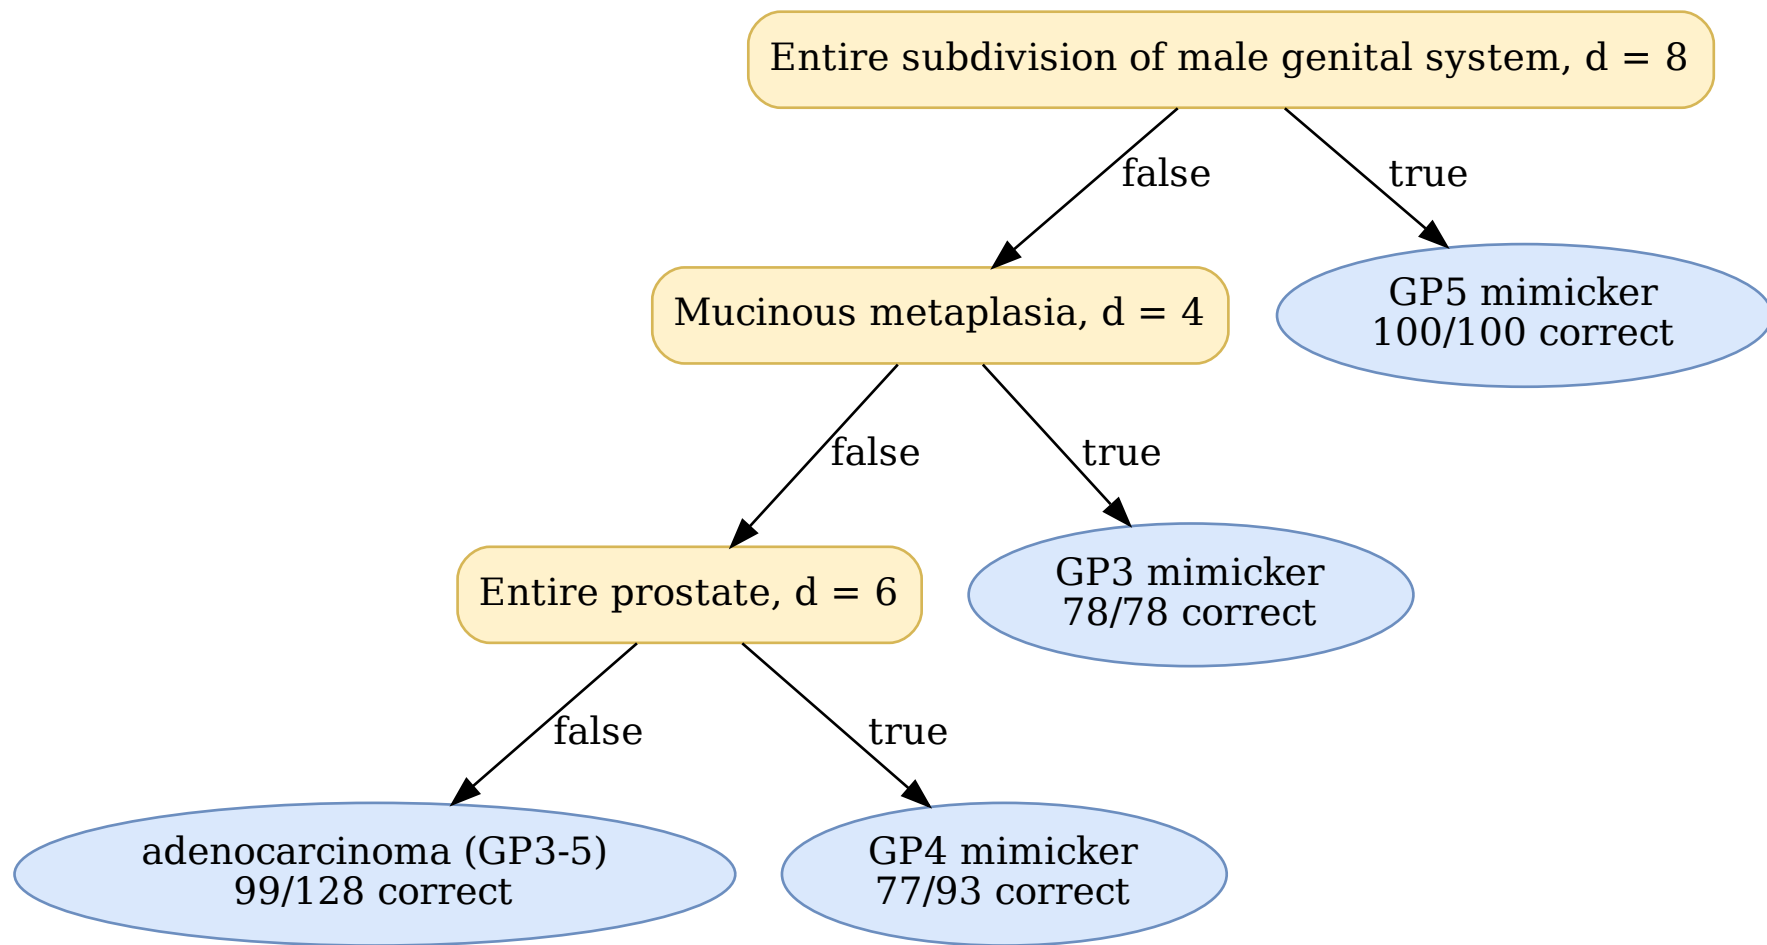 Entire subdivision of male genital system, d = 8
false
true
Mucinous metaplasia, d = 4
GP5 mimicker
100/100 correct
false
true
Entire prostate, d = 6
GP3 mimicker
78/78 correct
false
true
adenocarcinoma (GP3-5)
99/128 correct
GP4 mimicker
77/93 correct